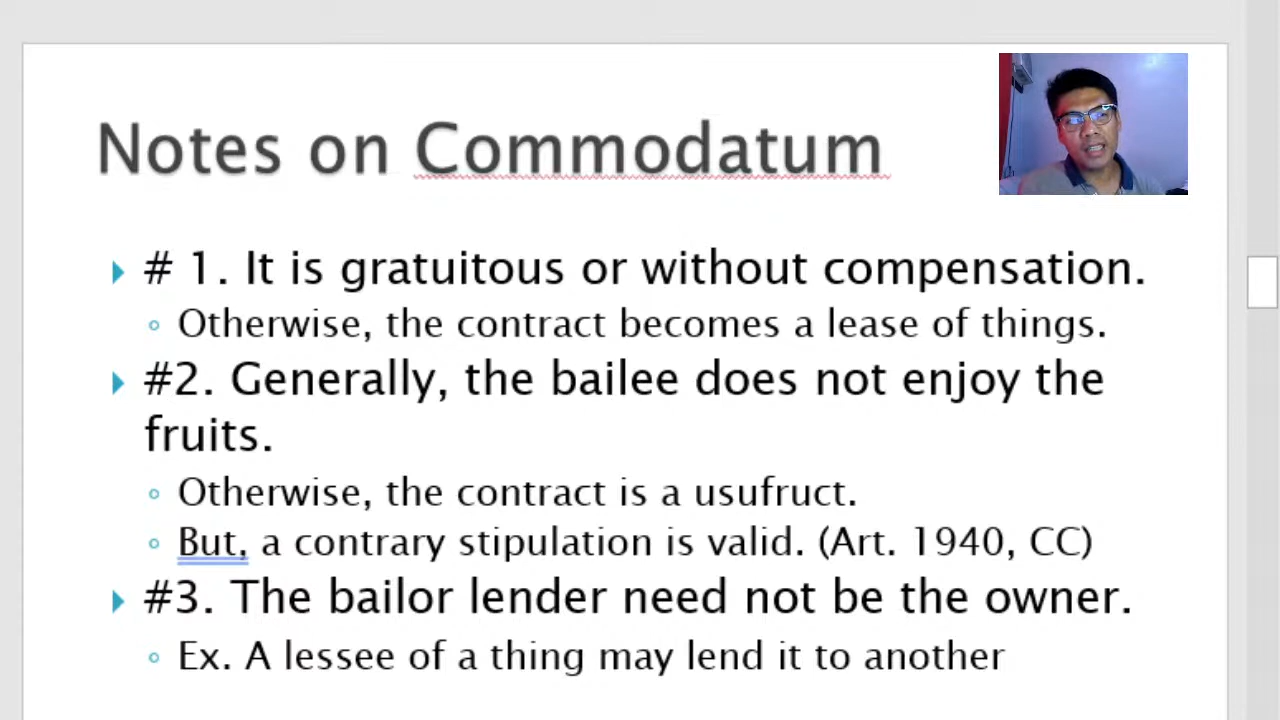 Notes on Commodatum
# 1. It is gratuitous or without compensation.
Otherwise, the contract becomes a lease of things.
#2. Generally, the bailee does not enjoy the
fruits.
Otherwise, the contract is a usufruct.
But, a contrary stipulation is valid. (Art. 1940, CC)
#3. The bailor lender need not be the owner.
Ex. A lessee of a thing may lend it to another